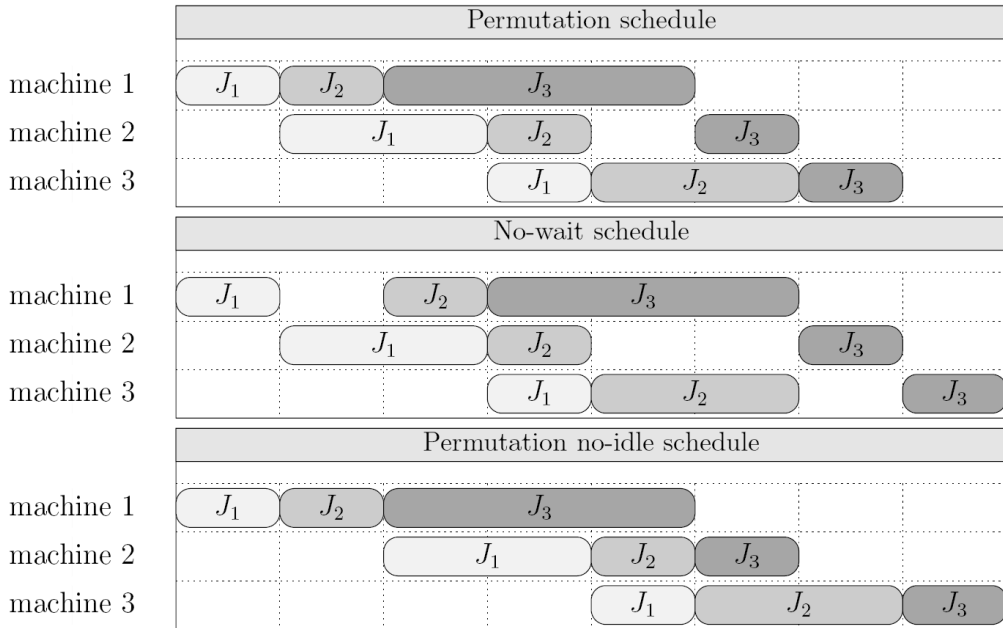 Permutation schedule
machine 1 J₁ J₂ J₃
machine 2 J₁ J₂ J₃
machine 3 J₁ J₂ J₃
No-wait schedule
machine 1 J₁ J₂ J₃
machine 2 J₁ J₂ J₃
machine 3 J₁ J₂ J₃
Permutation no-idle schedule
machine 1 J₁ J₂ J₃
machine 2 J₁ J₂ J₃
machine 3 J₁ J₂ J₃